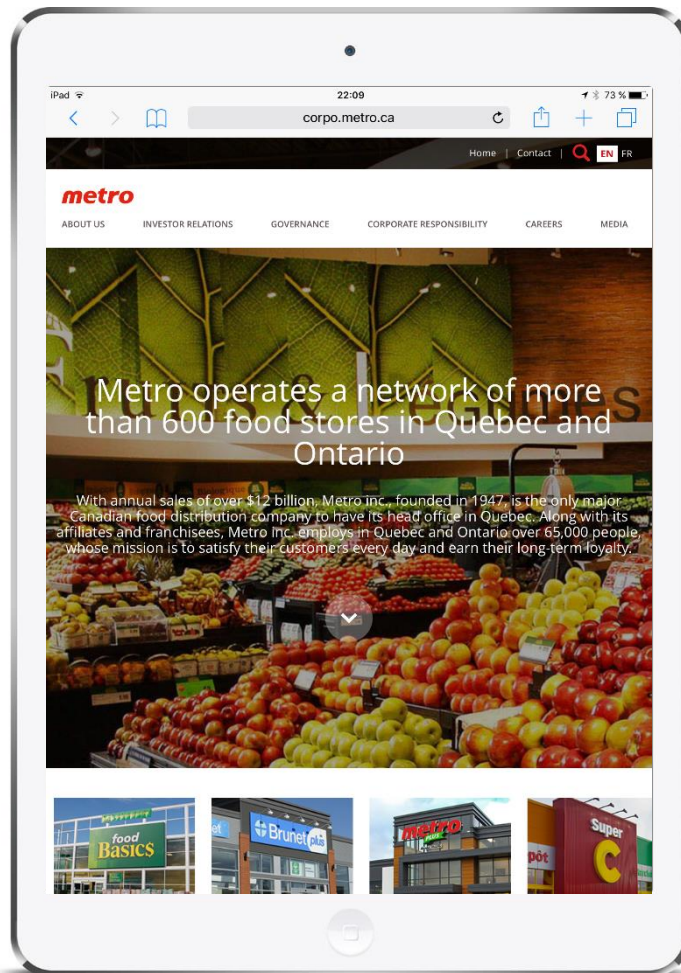 iPad 22:09 73 %
corpo.metro.ca
Home | Contact | EN FR
metro
ABOUT US INVESTOR RELATIONS GOVERNANCE CORPORATE RESPONSIBILITY CAREERS MEDIA
Metro operates a network of more
than 600 food stores in Quebec and
Ontario
With annual sales of over $12 billion, Metro inc., founded in 1947, is the only major
Canadian food distribution company to have its head office in Quebec. Along with its
affiliates and franchisees, Metro Inc. employs in Quebec and Ontario over 65,000 people,
whose mission is to satisfy their customers every day and earn their long-term loyalty.
food
Basics
Brunet plus
metro
Super
C